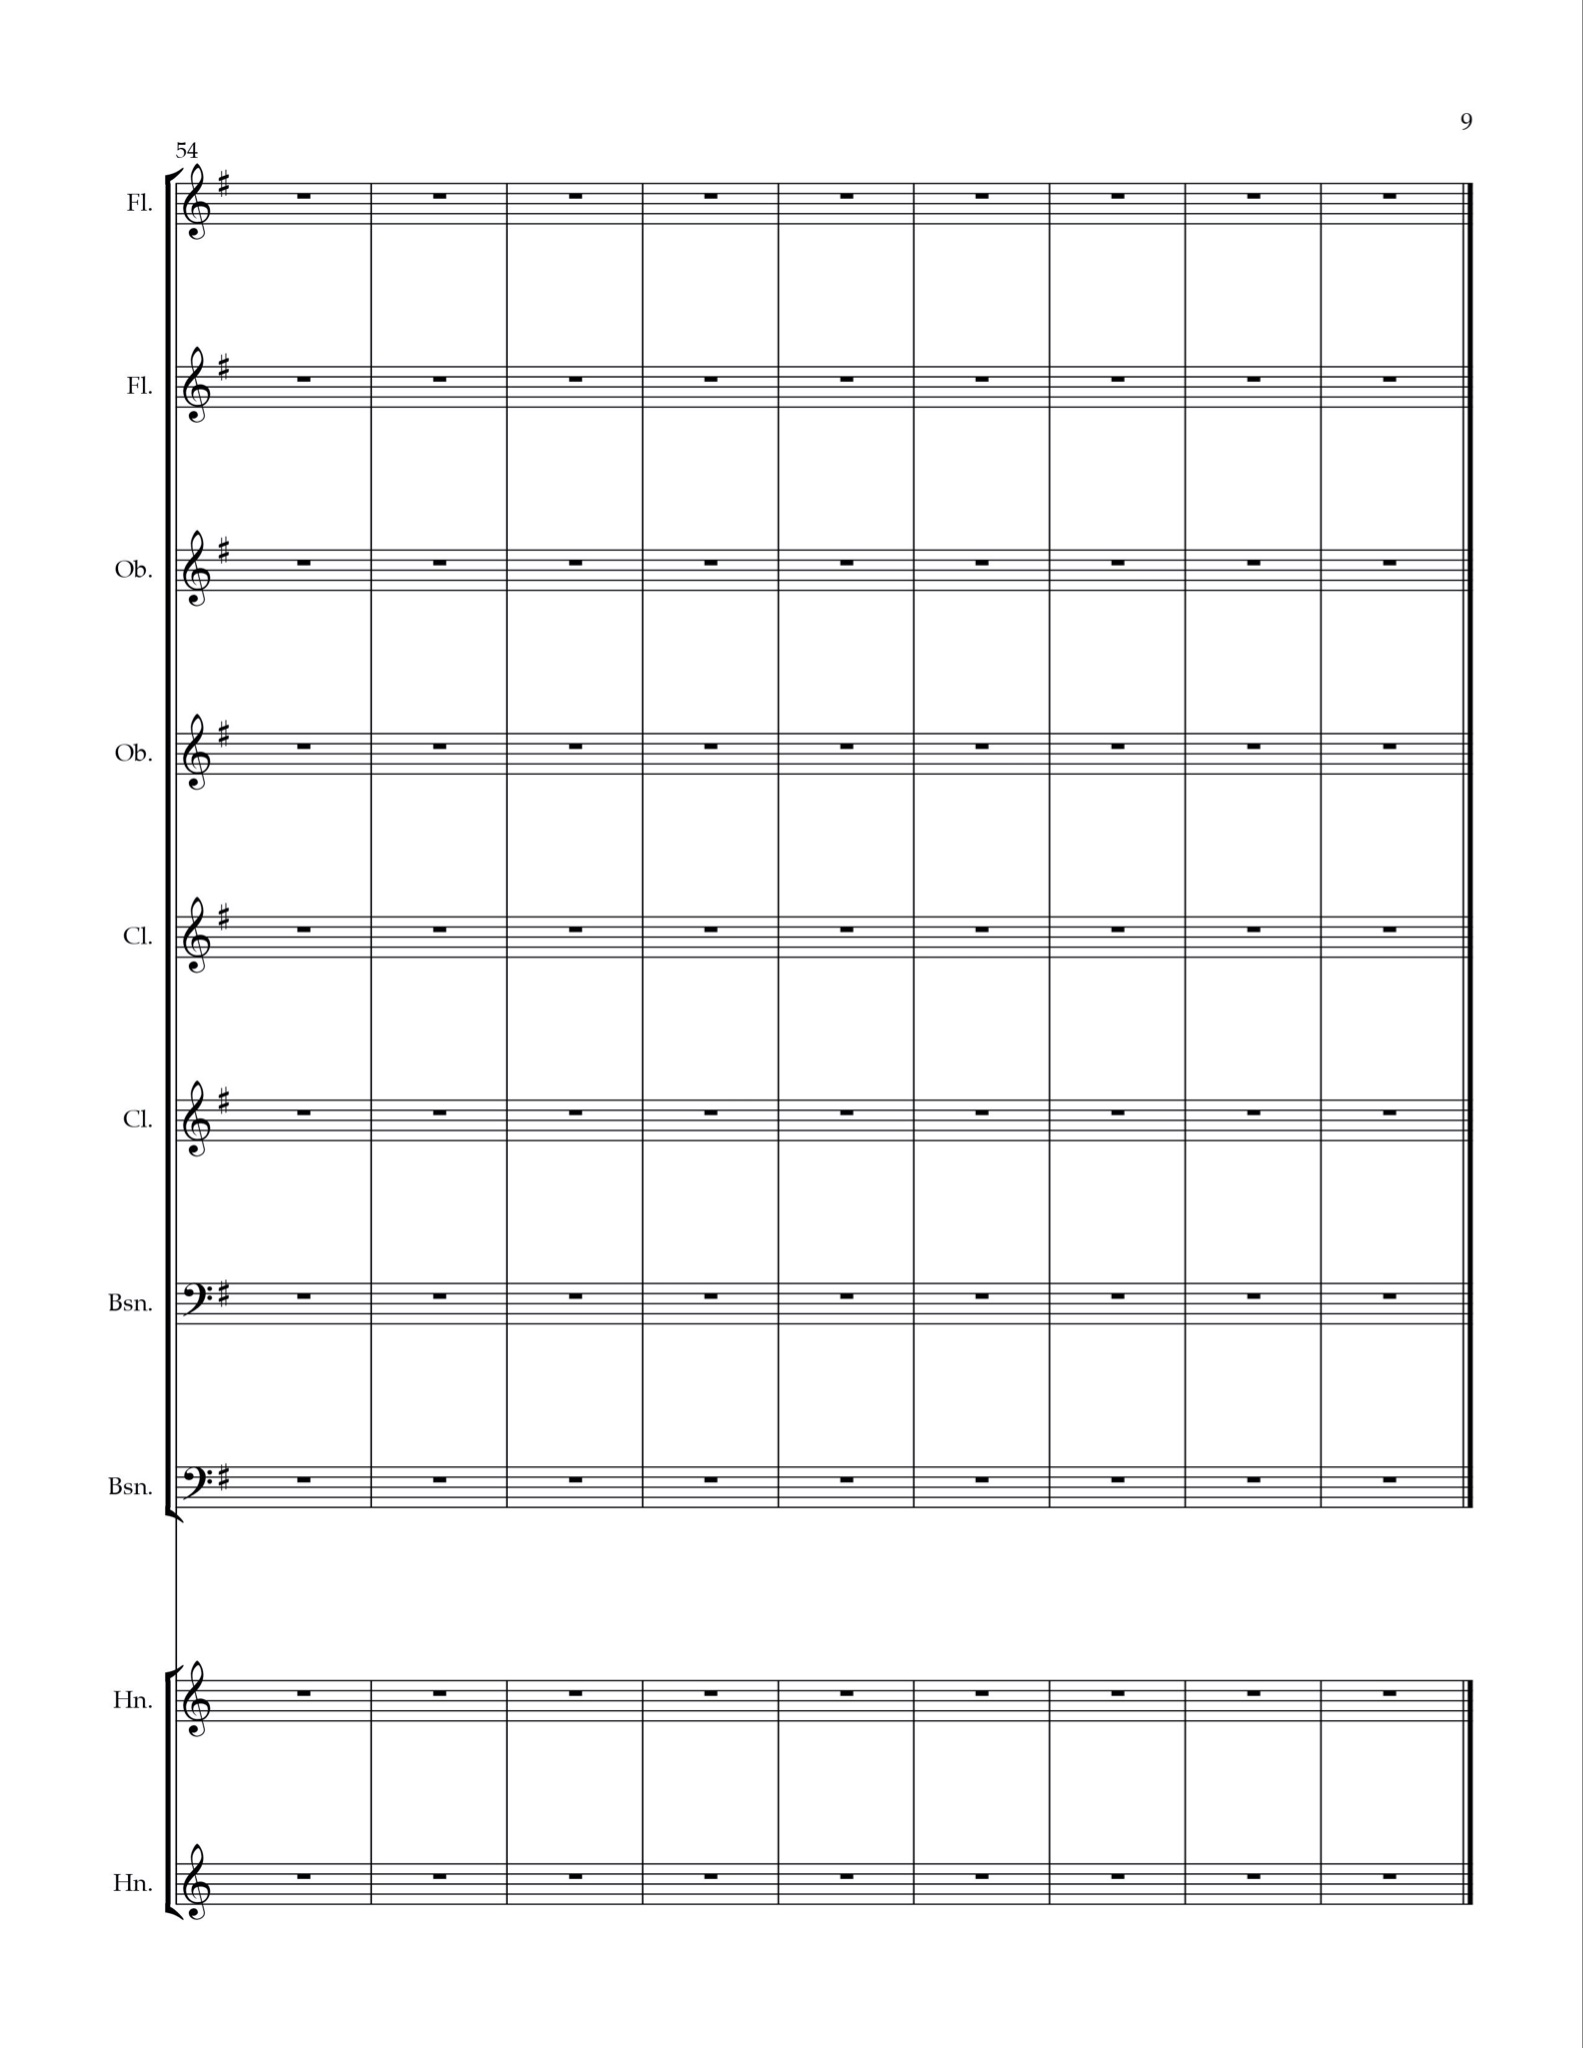 9
54
Fl.
Fl.
Ob.
Ob.
Cl.
Cl.
Bsn.
Bsn.
Hn.
Hn.